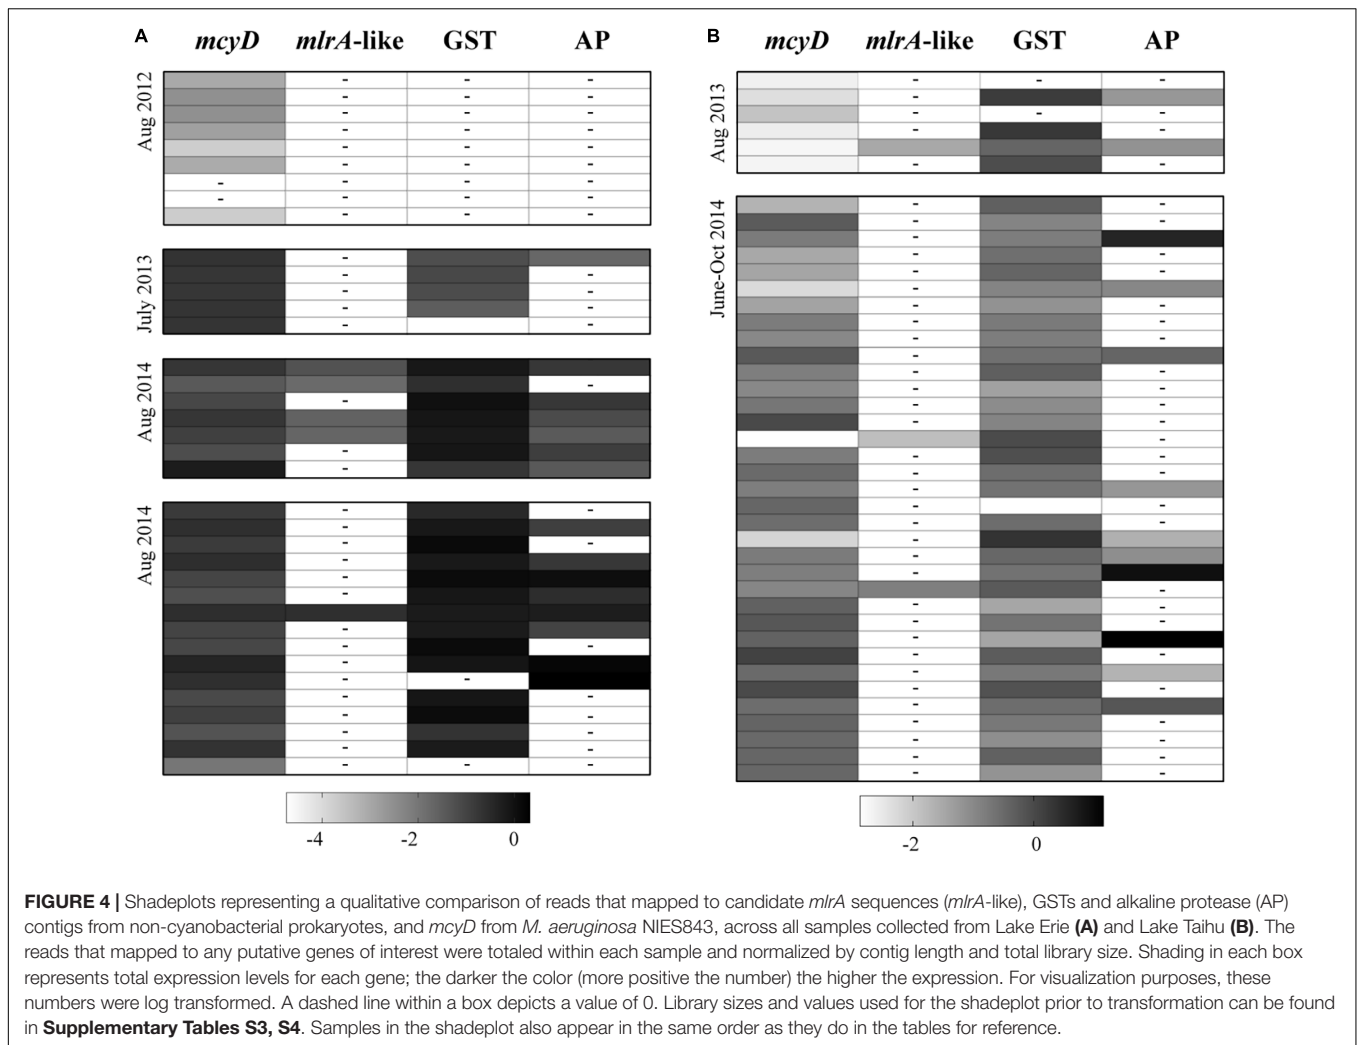 A
mcyD mlrA-like GST AP
Aug 2012
July 2013
Aug 2014
Aug 2014
-4 -2 0
B
mcyD mlrA-like GST AP
Aug 2013
June-Oct 2014
-2 0
FIGURE 4 | Shadeplots representing a qualitative comparison of reads that mapped to candidate mlrA sequences (mlrA-like), GSTs and alkaline protease (AP)
contigs from non-cyanobacterial prokaryotes, and mcyD from M. aeruginosa NIES843, across all samples collected from Lake Erie (A) and Lake Taihu (B). The
reads that mapped to any putative genes of interest were totaled within each sample and normalized by contig length and total library size. Shading in each box
represents total expression levels for each gene; the darker the color (more positive the number) the higher the expression. For visualization purposes, these
numbers were log transformed. A dashed line within a box depicts a value of 0. Library sizes and values used for the shadeplot prior to transformation can be found
in Supplementary Tables S3, S4. Samples in the shadeplot also appear in the same order as they do in the tables for reference.